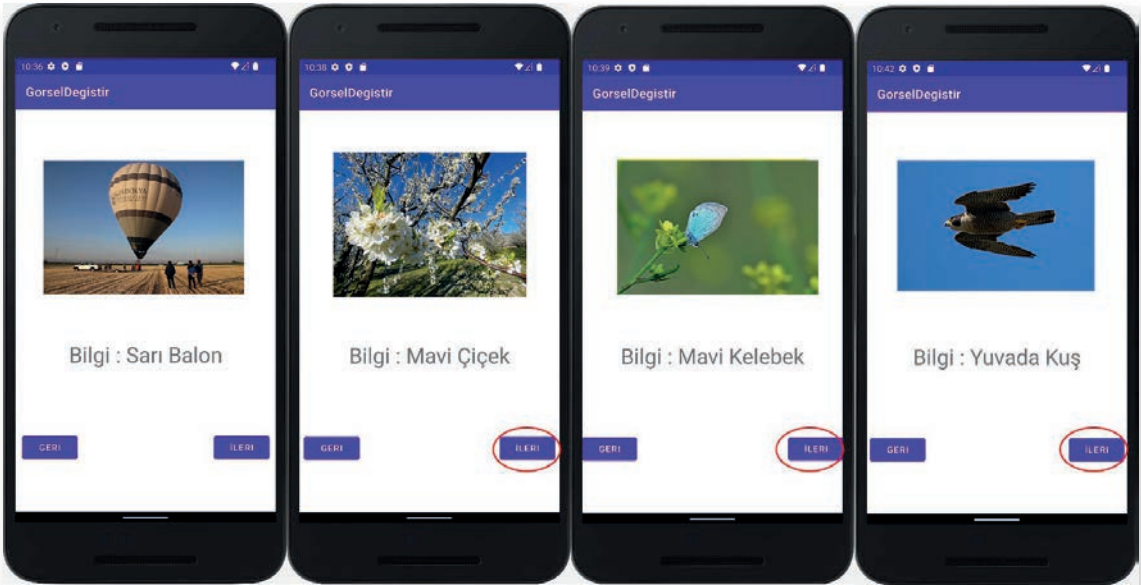 10:36
GorselDegistir
Bilgi : Sarı Balon
GERI
İLERI
10:38
GorselDegistir
Bilgi : Mavi Çiçek
GERI
İLERI
10:39
GorselDegistir
Bilgi : Mavi Kelebek
GERI
İLERI
10:42
GorselDegistir
Bilgi : Yuvada Kuş
GERI
İLERI